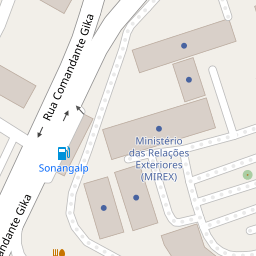 Rua Comandante Gika
Ministério
das Relações
Exteriores
(MIREX)
Sonangalp
andante Gika